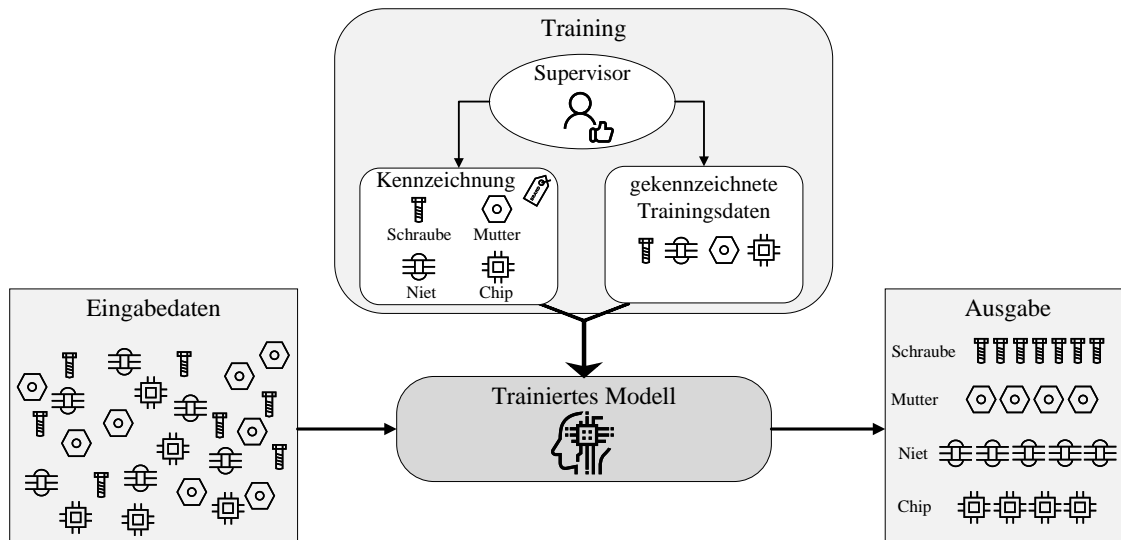 Training
Supervisor
Kennzeichnung
Schraube
Mutter
Niet
Chip
gekennzeichnete
Trainingsdaten
Eingabedaten
Trainiertes Modell
Ausgabe
Schraube
Mutter
Niet
Chip